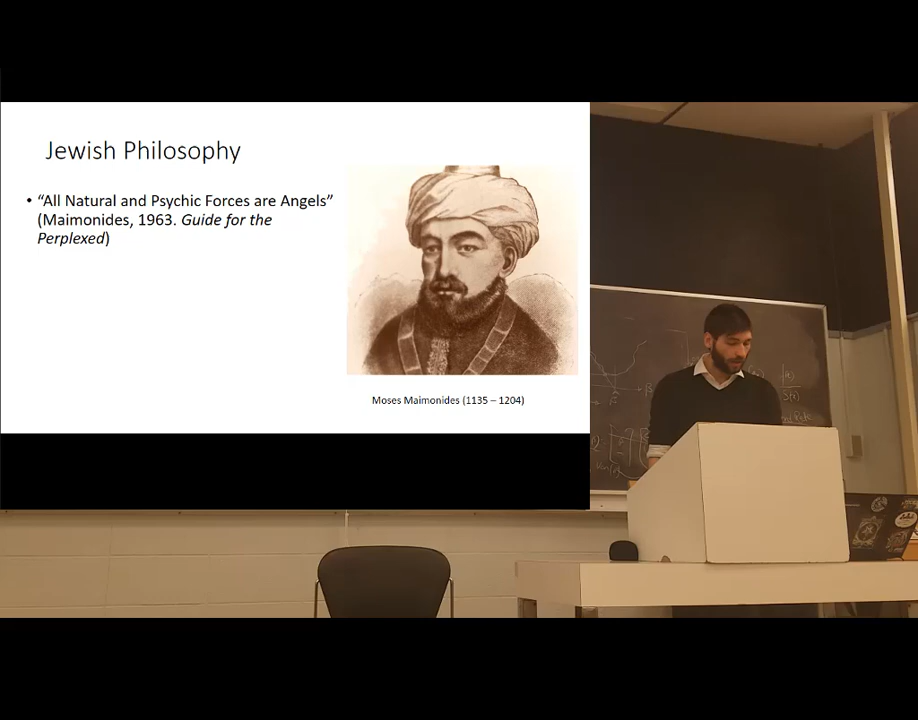 Jewish Philosophy
• “All Natural and Psychic Forces are Angels”
(Maimonides, 1963. Guide for the
Perplexed)
Moses Maimonides (1135 – 1204)